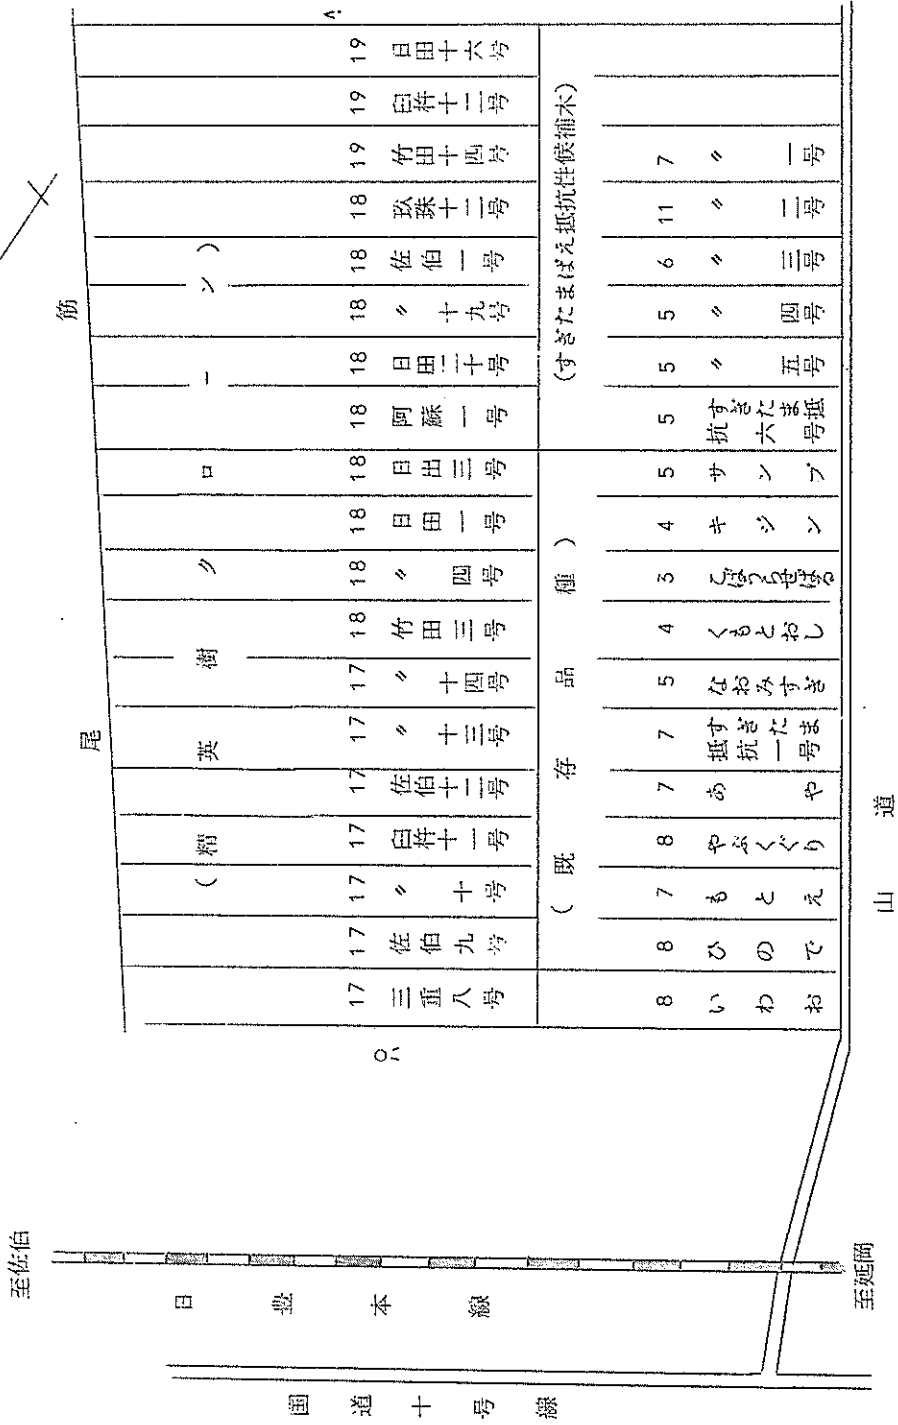 尾筋
(精英樹クローン)
17 三重八号
17 佐伯九号
17 〃十号
17 臼杵十一号
17 佐伯十二号
17 〃十三号
17 〃十四号
18 竹田三号
18 〃四号
18 日田一号
18 日出三号
18 阿蘇一号
18 日田二十号
18 〃十九号
18 佐伯一号
18 玖珠十二号
19 竹田十四号
19 臼杵十二号
19 日田十六号
(既存品種)
(すぎたまばえ抵抗性候補木)
8 いわお
8 ひので
7 もとえ
8 やぶくぐり
7 あや
7 すぎたま抵抗一号
5 なおみすぎ
4 くもとおし
3
4 キジン
5 サンブ
5 すぎたま抵抗六号
5 〃五号
5 〃四号
6 〃三号
11 〃二号
7 〃一号
山道
至佐伯
日豊本線
至延岡
国道十号線